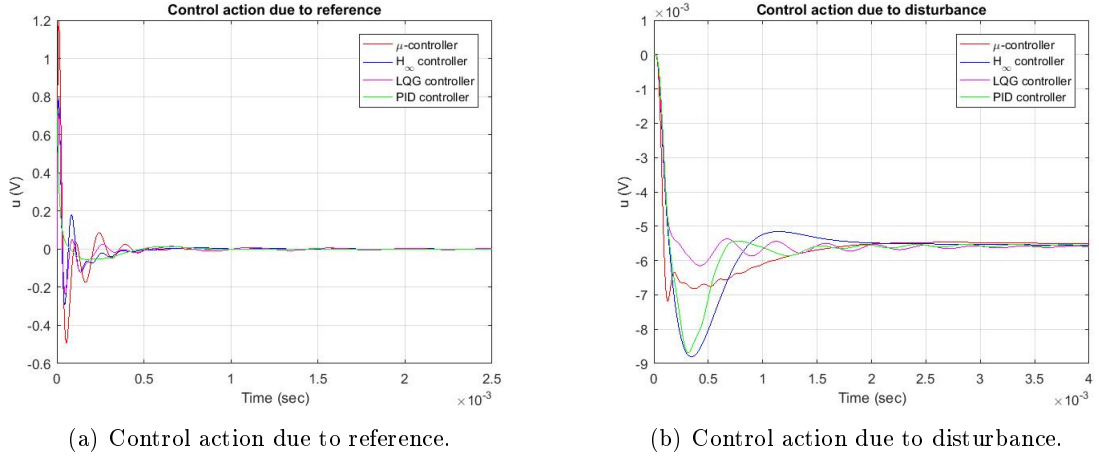 Control action due to reference
1.2
1
0.8
0.6
0.4
0.2
0
-0.2
-0.4
-0.6
u (V)
0
0.5
1
1.5
2
2.5
Time (sec)
×10⁻³
μ-controller
H∞ controller
LQG controller
PID controller
(a) Control action due to reference.
Control action due to disturbance
×10⁻³
1
0
-1
-2
-3
-4
-5
-6
-7
-8
-9
u (V)
0
0.5
1
1.5
2
2.5
3
3.5
4
Time (sec)
×10⁻³
μ-controller
H∞ controller
LQG controller
PID controller
(b) Control action due to disturbance.